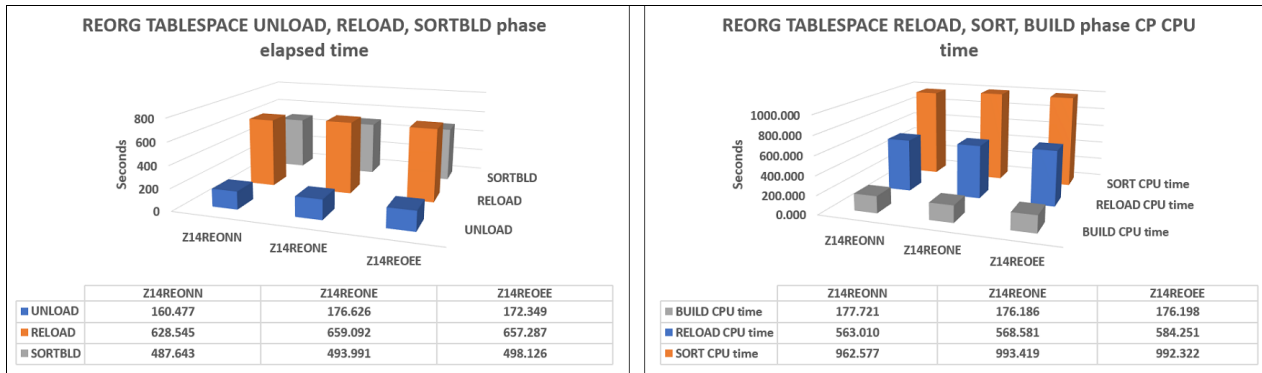 REORG TABLESPACE UNLOAD, RELOAD, SORTBLD phase
elapsed time
800
600
400
200
0
Seconds
SORTBLD
RELOAD
UNLOAD
Z14REONN
Z14REONE
Z14REOEE
Z14REONN Z14REONE Z14REOEE
UNLOAD 160.477 176.626 172.349
RELOAD 628.545 659.092 657.287
SORTBLD 487.643 493.991 498.126
REORG TABLESPACE RELOAD, SORT, BUILD phase CP CPU
time
1000.000
800.000
600.000
400.000
200.000
0.000
Seconds
SORT CPU time
RELOAD CPU time
BUILD CPU time
Z14REONN
Z14REONE
Z14REOEE
Z14REONN Z14REONE Z14REOEE
BUILD CPU time 177.721 176.186 176.198
RELOAD CPU time 563.010 568.581 584.251
SORT CPU time 962.577 993.419 992.322